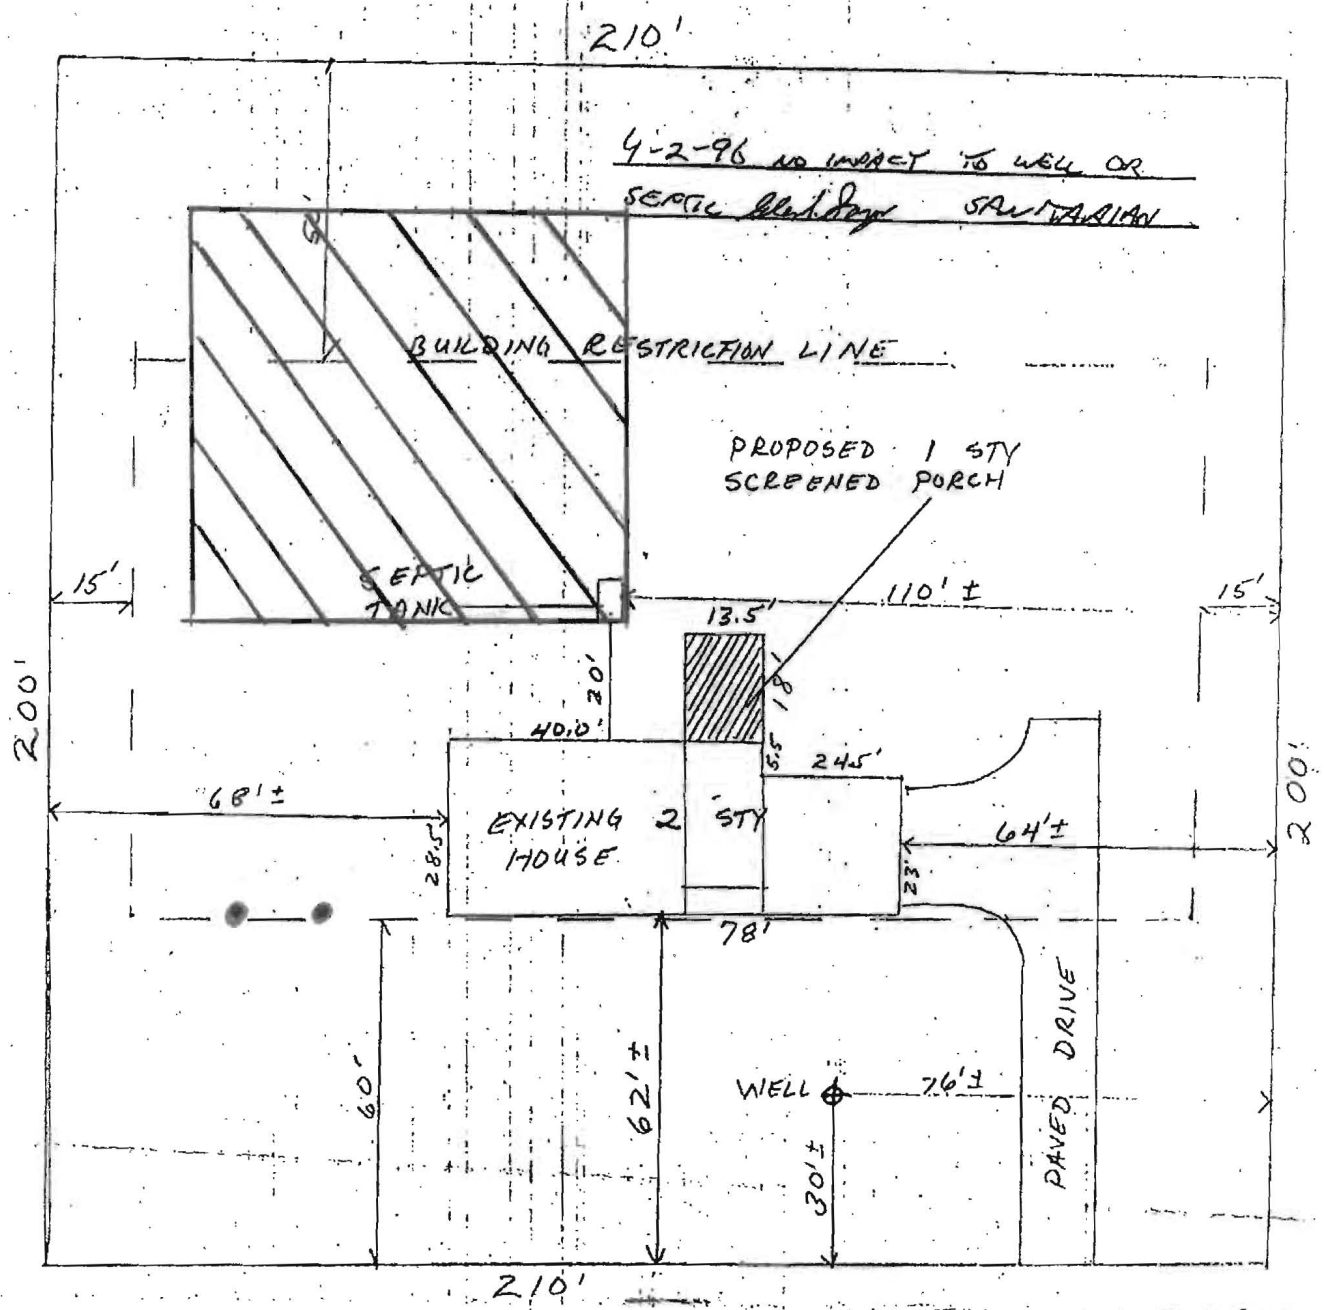 210'
4-2-96 NO IMPACT TO WELL OR
SEPTIC SANITARIAN
BUILDING RESTRICTION LINE
PROPOSED 1 STY
SCREENED PORCH
SEPTIC
TANK
15'
110' ±
15'
13.5'
18'
20'
200'
200'
40.0'
5.5
24.5'
68'±
EXISTING 2 STY
HOUSE
28.5'
23'
64'±
78'
60'
62'±
WELL
76'±
30'±
PAVED DRIVE
210'